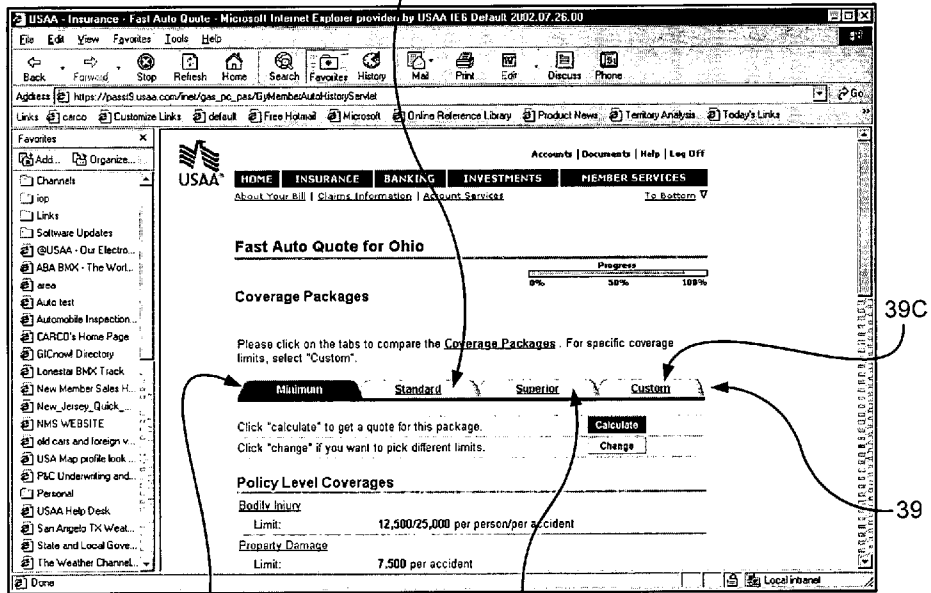 USAA - Insurance - Fast Auto Quote - Microsoft Internet Explorer provided by USAA IE6 Default 2002.07.26.00
File Edit View Favorites Tools Help
Back Forward Stop Refresh Home Search Favorites History Mail Print Edit Discuss Phone
Address https://passi5.usaa.com/inet/gas_pc_pas/GyMemberAutoHistoryServlet Go
Links carco Customize Links default Free Hotmail Microsoft Online Reference Library Product News Territory Analysis Today's Links »
Favorites ×
Add... Organize...
Channels
iop
Links
Software Updates
@USAA - Our Electro...
ABA BMX - The Worl...
area
Auto test
Automobile Inspection...
CARCO's Home Page
GICnow! Directory
Lonestar BMX Track
New Member Sales H...
New_Jersey_Quick_...
NMS WEBSITE
old cars and foreign v...
USA Map profile look...
P&C Underwriting and...
Personal
USAA Help Desk
San Angelo TX Weat...
State and Local Gove...
The Weather Channel...
USAA
Accounts | Documents | Help | Log Off
HOME INSURANCE BANKING INVESTMENTS MEMBER SERVICES
About Your Bill | Claims Information | Account Services To Bottom
Fast Auto Quote for Ohio
Progress
0% 50% 100%
Coverage Packages
Please click on the tabs to compare the Coverage Packages . For specific coverage
limits, select "Custom".
Minimum Standard Superior Custom
Click "calculate" to get a quote for this package. Calculate
Click "change" if you want to pick different limits. Change
Policy Level Coverages
Bodily Injury
Limit: 12,500/25,000 per person/per accident
Property Damage
Limit: 7,500 per accident
Done Local intranet
39C
39